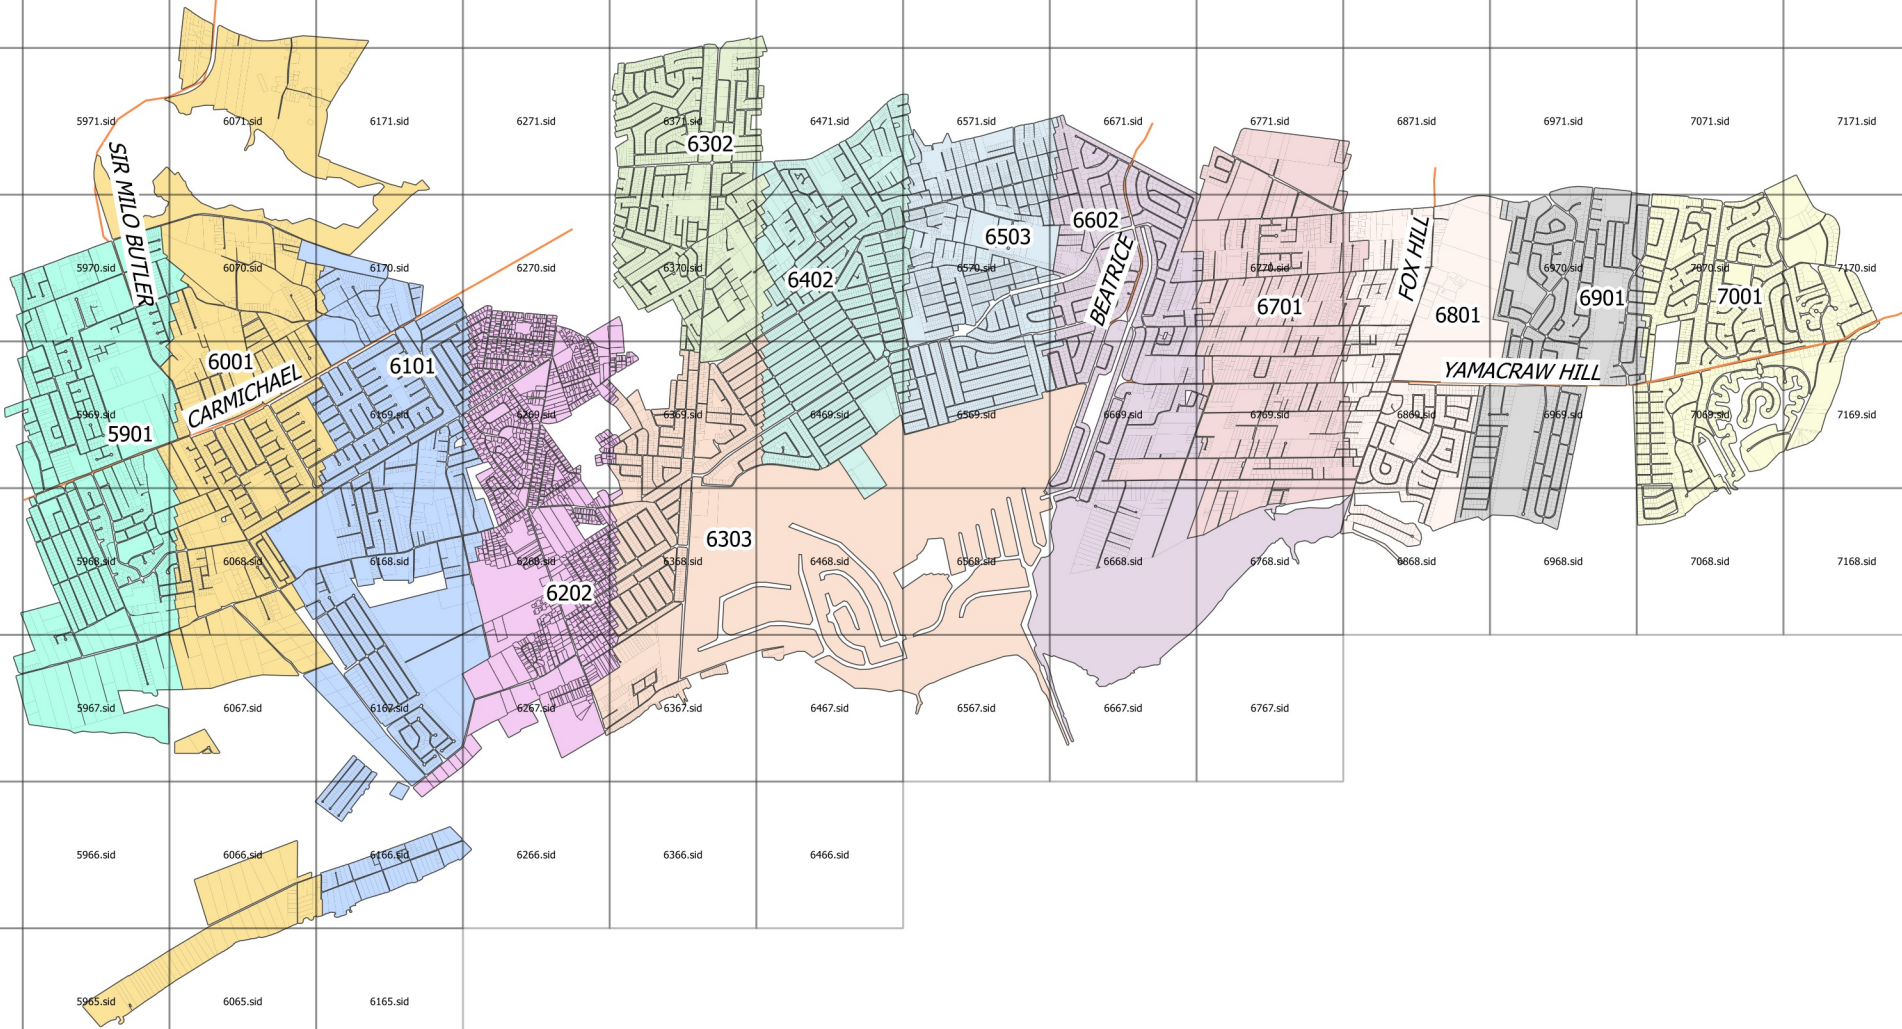 5971.sid
6071.sid
6171.sid
6271.sid
6371.sid
6471.sid
6571.sid
6671.sid
6771.sid
6871.sid
6971.sid
7071.sid
7171.sid
6302
SIR MILO BUTLER
6602
6503
FOX HILL
5970.sid
6070.sid
6170.sid
6270.sid
6370.sid
6402
6570.sid
BEATRICE
6770.sid
6970.sid
7070.sid
7170.sid
6901
7001
6701
6801
6001
6101
CARMICHAEL
YAMACRAW HILL
5969.sid
6169.sid
6269.sid
6369.sid
6469.sid
6569.sid
6669.sid
6769.sid
6869.sid
6969.sid
7069.sid
7169.sid
5901
6303
5968.sid
6068.sid
6168.sid
6268.sid
6368.sid
6468.sid
6568.sid
6668.sid
6768.sid
6868.sid
6968.sid
7068.sid
7168.sid
6202
5967.sid
6067.sid
6167.sid
6267.sid
6367.sid
6467.sid
6567.sid
6667.sid
6767.sid
5966.sid
6066.sid
6166.sid
6266.sid
6366.sid
6466.sid
5965.sid
6065.sid
6165.sid